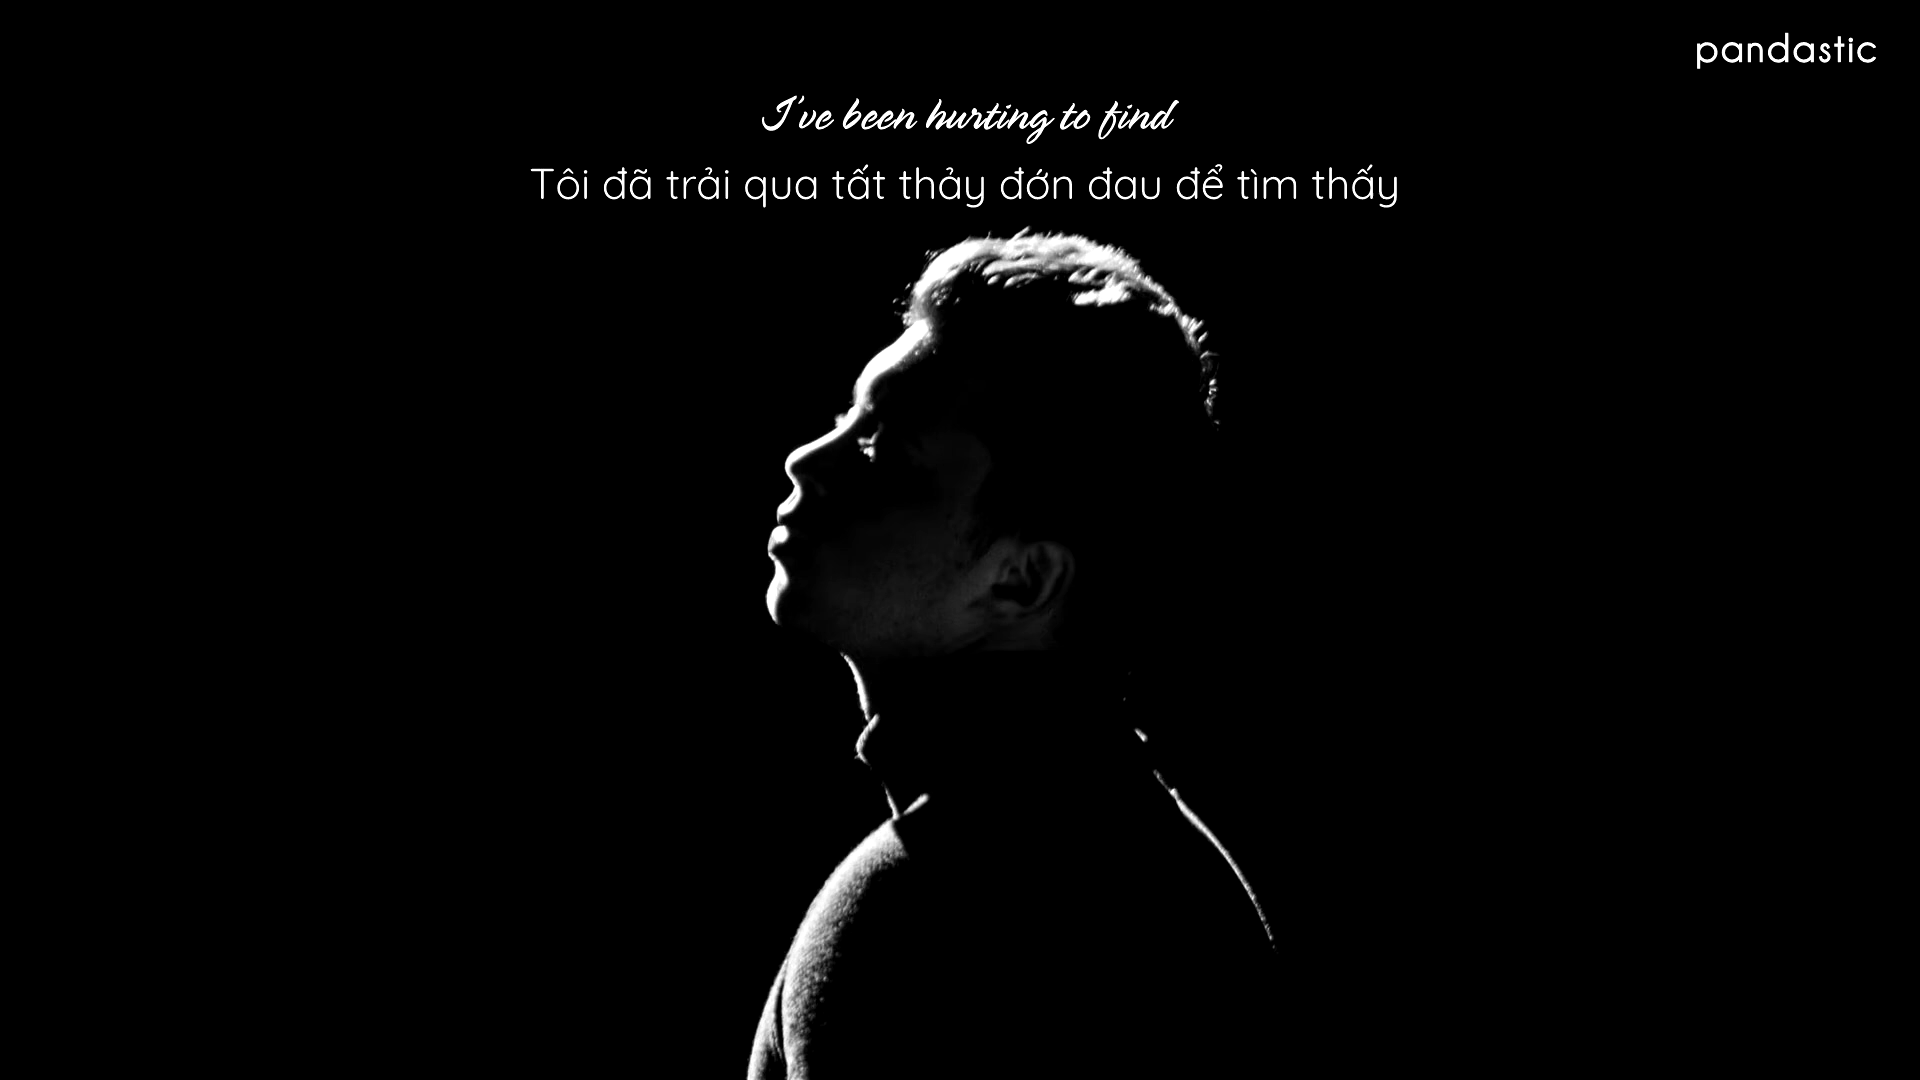 pandastic
I've been hurting to find
Tôi đã trải qua tất thảy đớn đau để tìm thấy